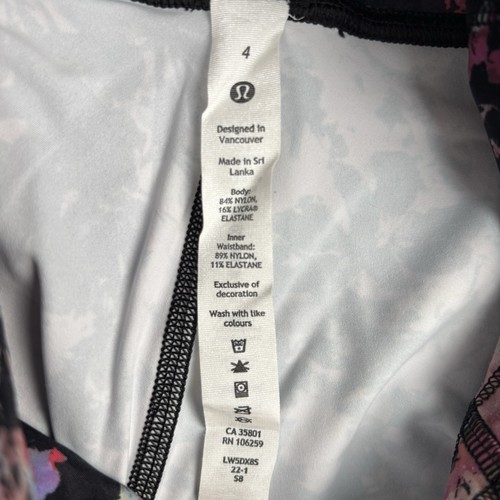 4
Designed in
Vancouver
Made in Sri
Lanka
Body:
84% NYLON,
16% LYCRA®
ELASTANE
Inner
Waistband:
89% NYLON,
11% ELASTANE
Exclusive of
decoration
Wash with like
colours
CA 35801
RN 106259
LW5DX8S
22-1
S8